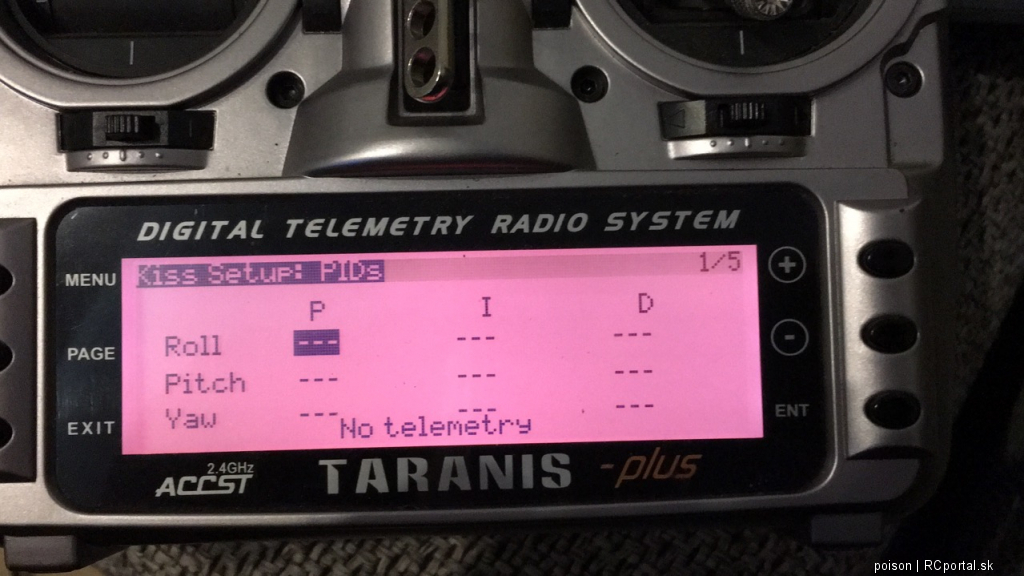 DIGITAL TELEMETRY RADIO SYSTEM
MENU
PAGE
EXIT
Kiss Setup: PIDs 1/5
P I D
Roll --- --- ---
Pitch --- --- ---
Yaw --- --- ---
No telemetry
+
-
ENT
2.4GHz
ACCST
TARANIS -plus
poison | RCportal.sk